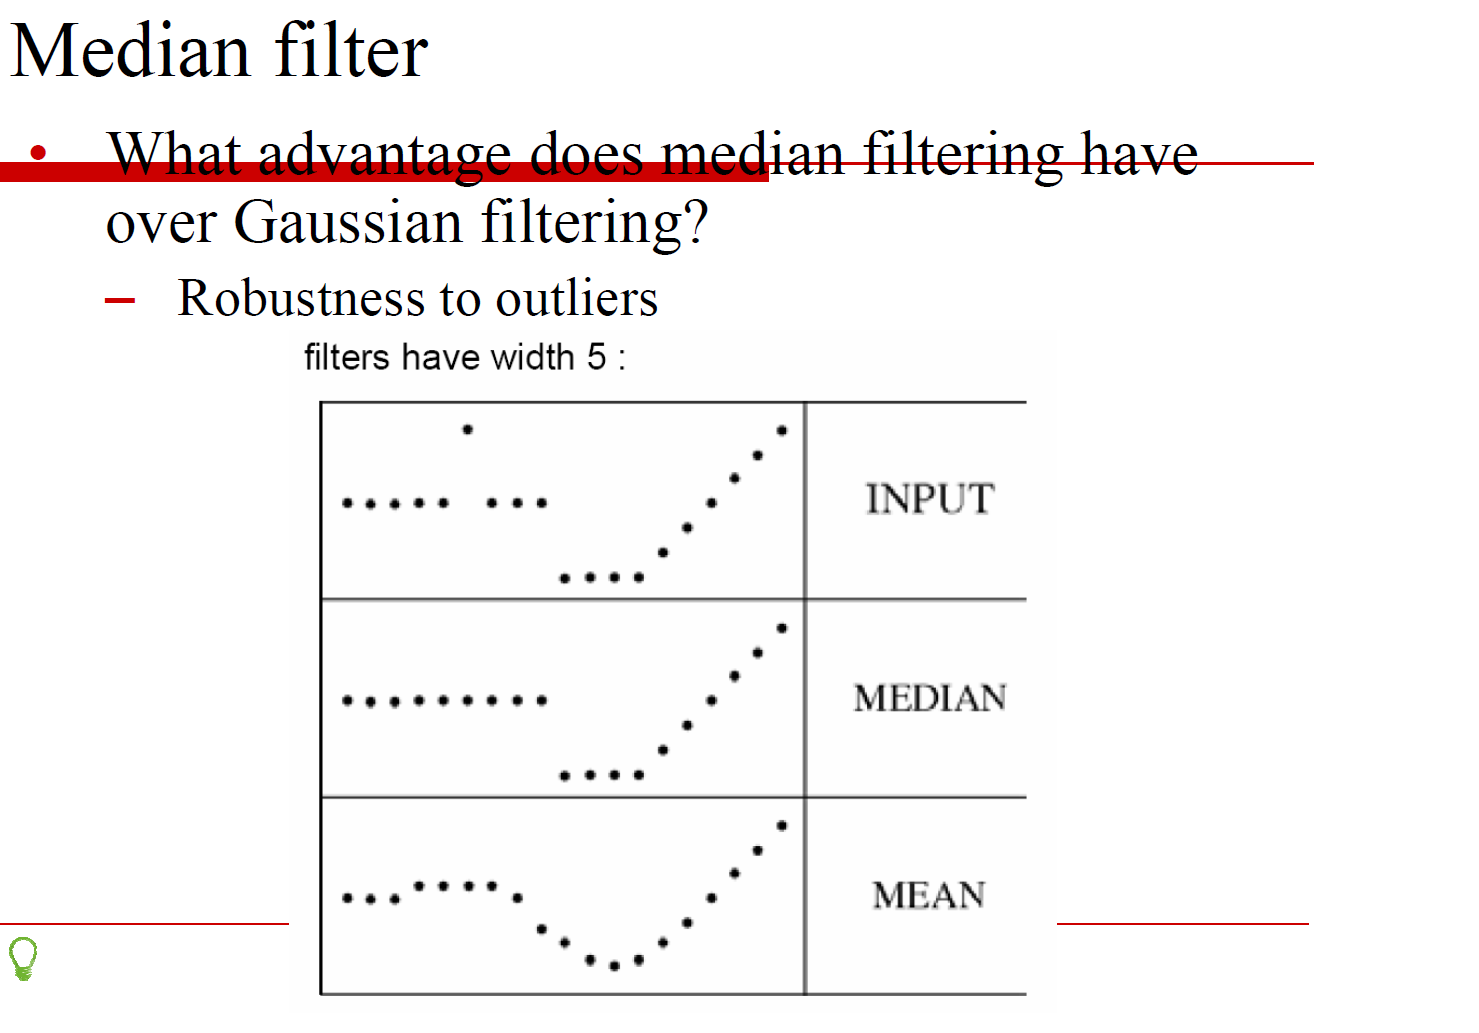 Median filter
• What advantage does median filtering have
over Gaussian filtering?
– Robustness to outliers
filters have width 5 :
INPUT
MEDIAN
MEAN